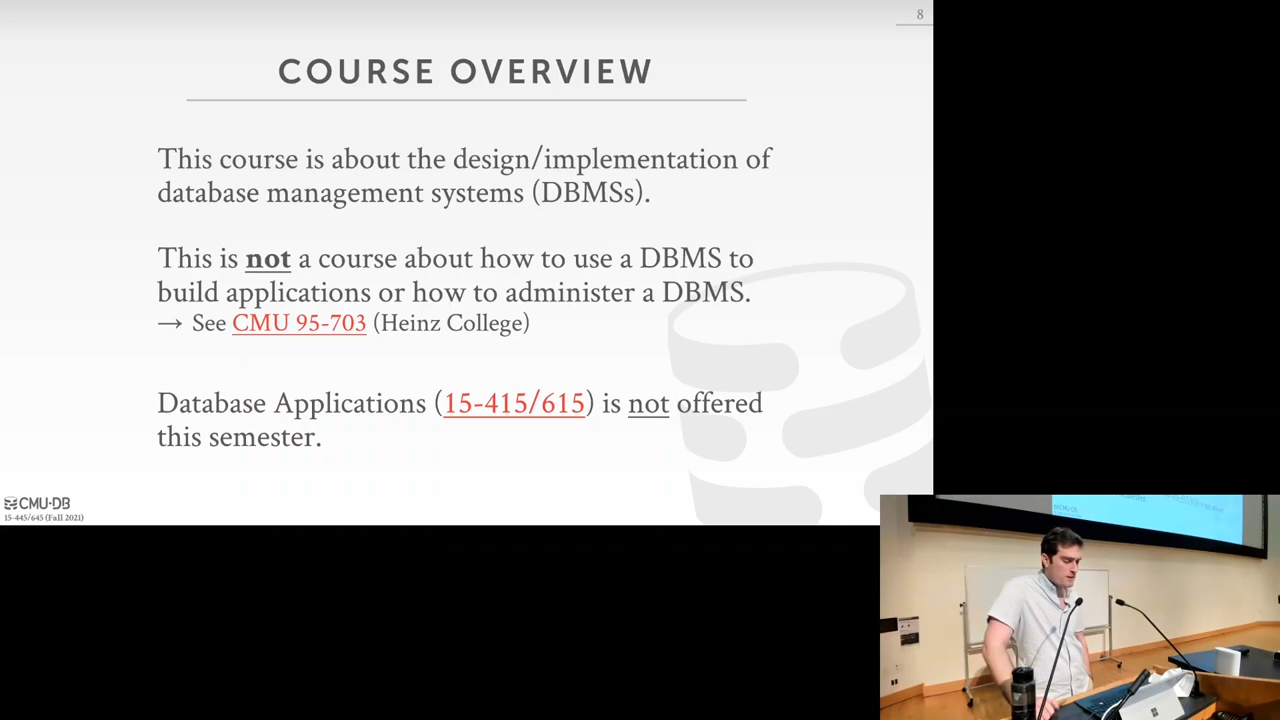 8
COURSE OVERVIEW
This course is about the design/implementation of
database management systems (DBMSs).
This is not a course about how to use a DBMS to
build applications or how to administer a DBMS.
→ See CMU 95-703 (Heinz College)
Database Applications (15-415/615) is not offered
this semester.
CMU·DB
15-445/645 (Fall 2021)